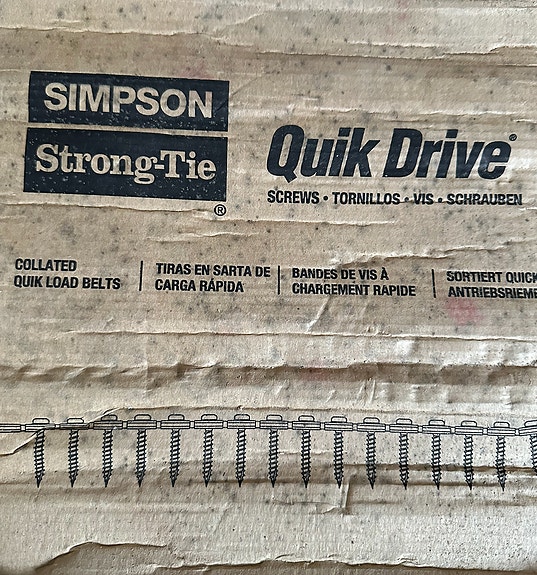 SIMPSON
Strong-Tie
®
Quik Drive®
SCREWS • TORNILLOS • VIS • SCHRAUBEN
COLLATED
QUIK LOAD BELTS
TIRAS EN SARTA DE
CARGA RÁPIDA
BANDES DE VIS À
CHARGEMENT RAPIDE
SORTIERT QUICK
ANTRIEBSRIEME